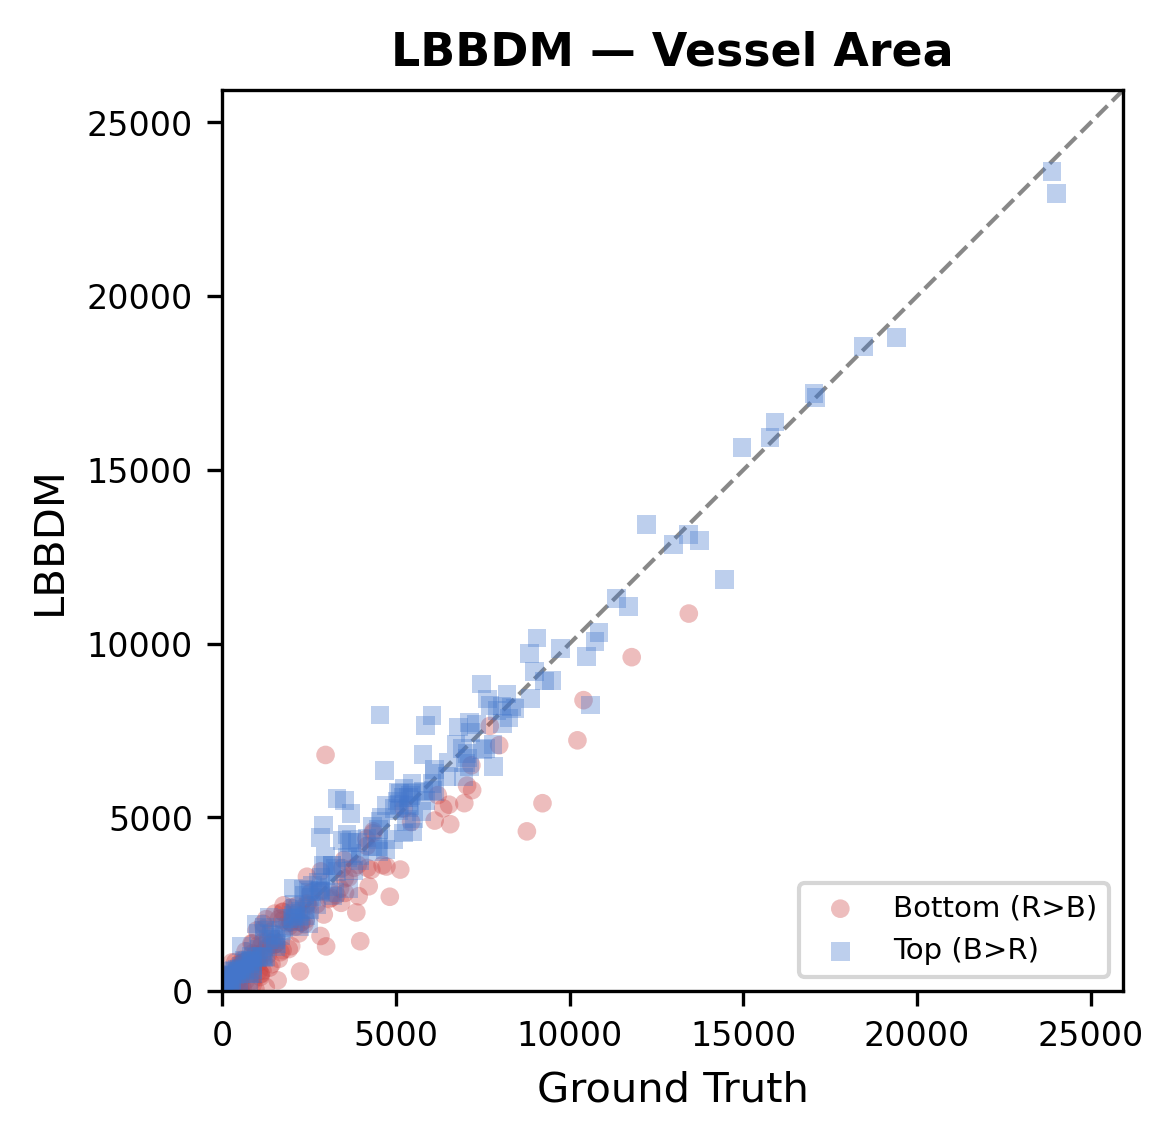 LBBDM — Vessel Area
25000
20000
15000
10000
5000
0
LBBDM
Bottom (R>B)
Top (B>R)
0 5000 10000 15000 20000 25000
Ground Truth